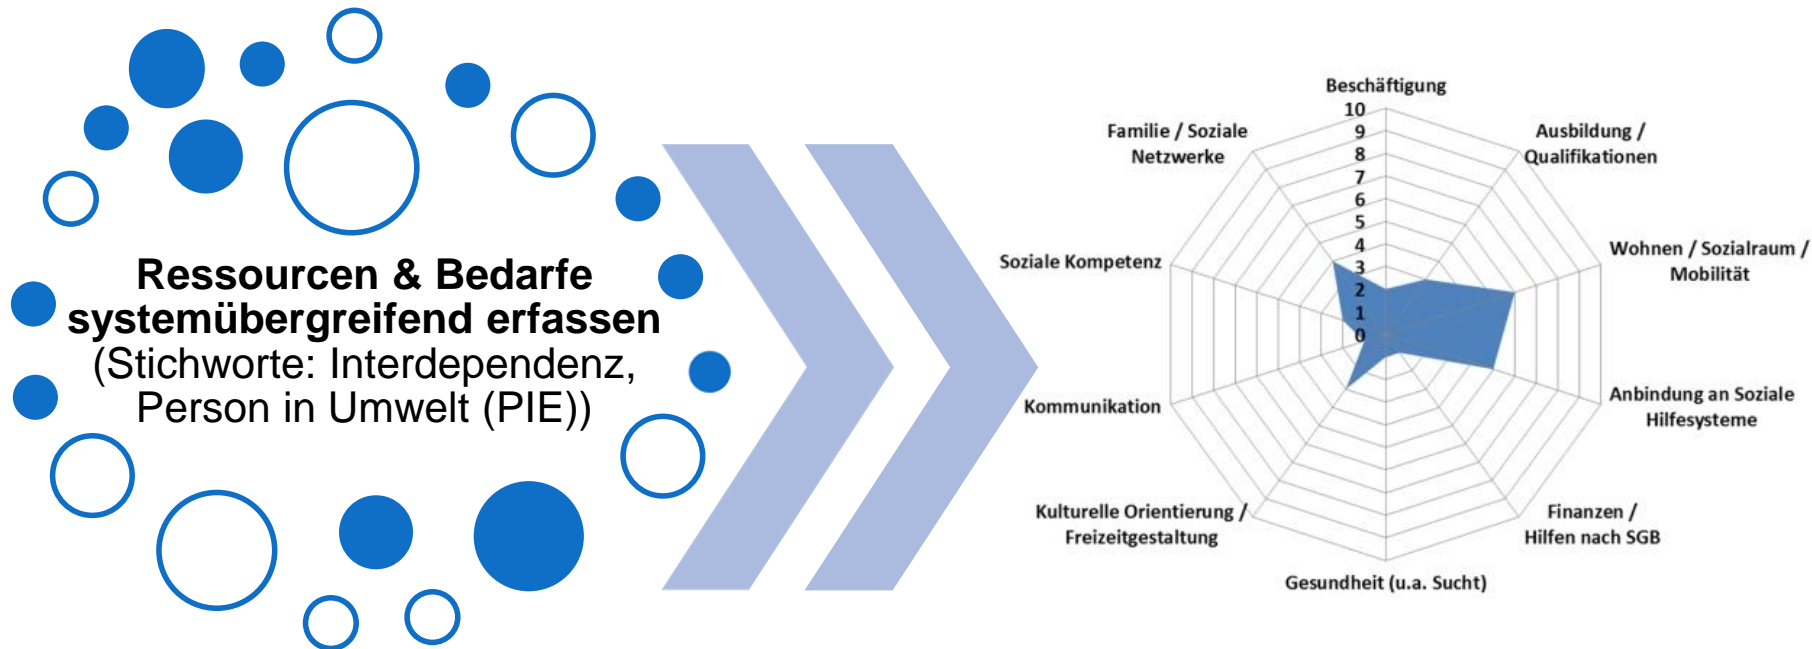 Ressourcen & Bedarfe
systemübergreifend erfassen
(Stichworte: Interdependenz,
Person in Umwelt (PIE))
Beschäftigung
10
9
8
7
6
5
4
3
2
1
0
Ausbildung /
Qualifikationen
Wohnen / Sozialraum /
Mobilität
Anbindung an Soziale
Hilfesysteme
Finanzen /
Hilfen nach SGB
Gesundheit (u.a. Sucht)
Kulturelle Orientierung /
Freizeitgestaltung
Kommunikation
Soziale Kompetenz
Familie / Soziale
Netzwerke